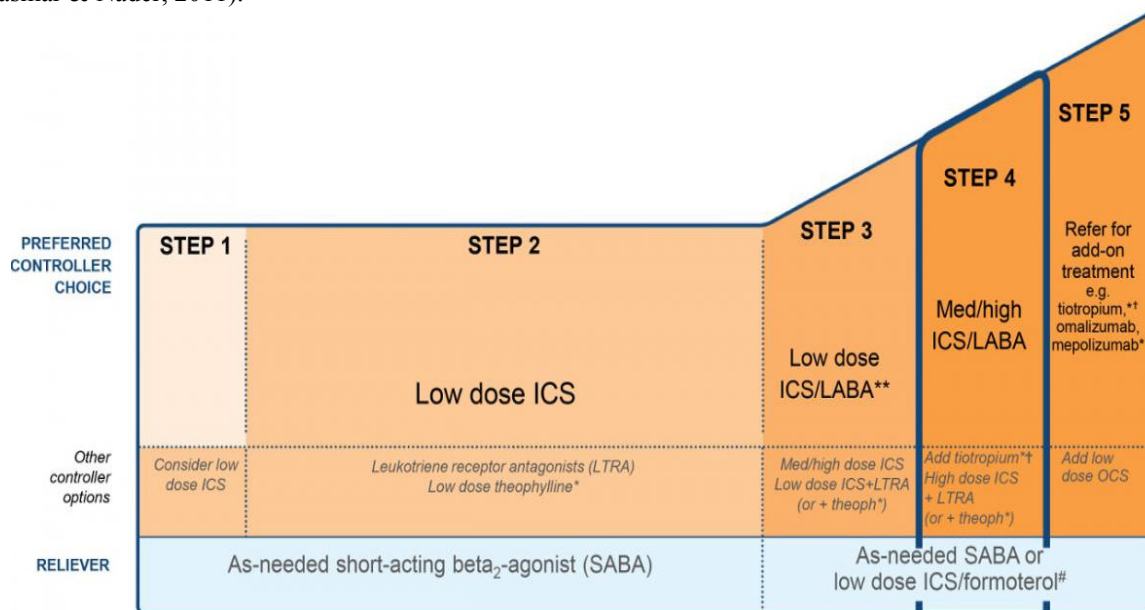 & Nader, 2011).
STEP 5
STEP 4
PREFERRED
CONTROLLER
CHOICE
STEP 1
STEP 2
STEP 3
Refer for
add-on
treatment
e.g.
tiotropium,*†
omalizumab,
mepolizumab*
Med/high
ICS/LABA
Low dose
ICS/LABA**
Low dose ICS
Other
controller
options
Consider low
dose ICS
Leukotriene receptor antagonists (LTRA)
Low dose theophylline*
Med/high dose ICS
Low dose ICS+LTRA
(or + theoph*)
Add tiotropium*†
High dose ICS
+ LTRA
(or + theoph*)
Add low
dose OCS
RELIEVER
As-needed short-acting beta₂-agonist (SABA)
As-needed SABA or
low dose ICS/formoterol#